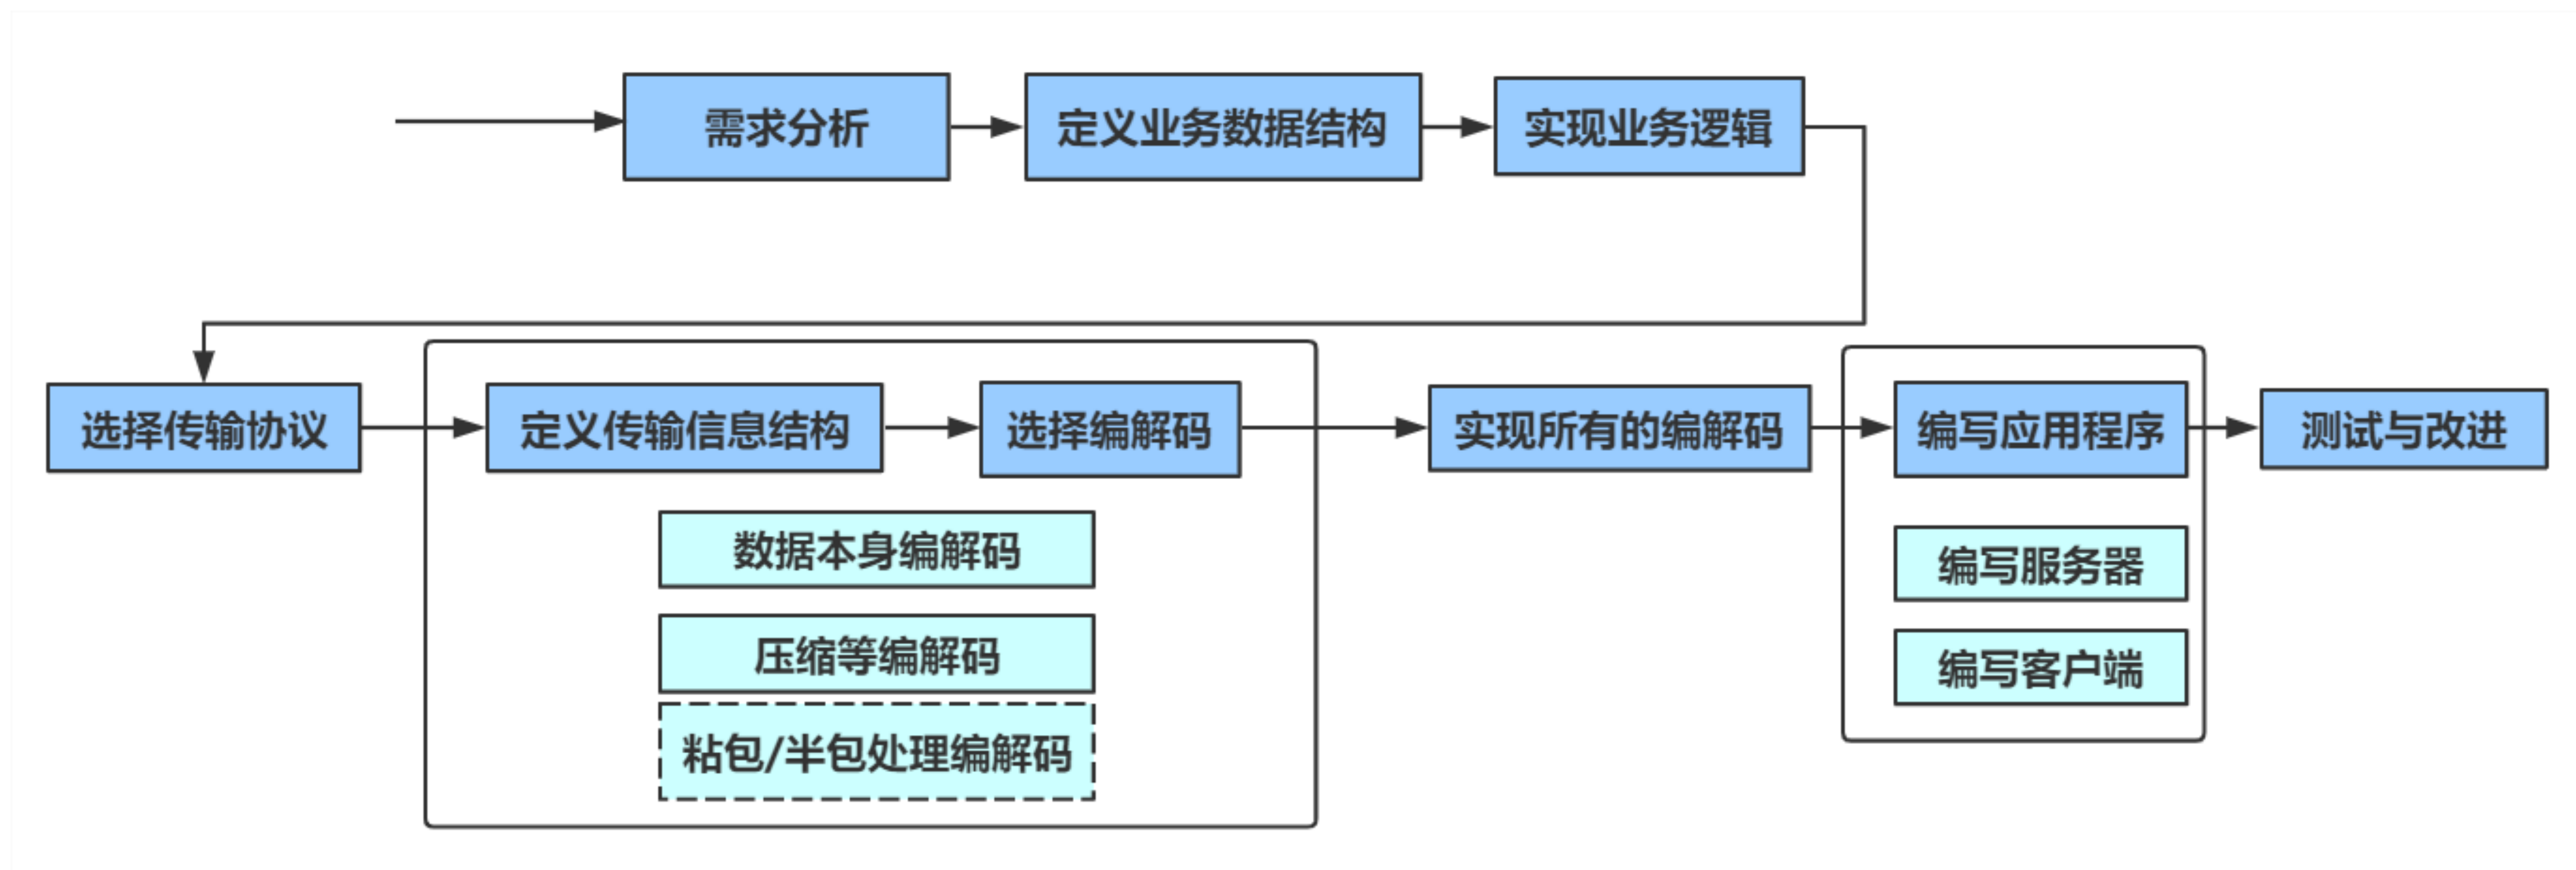 需求分析
定义业务数据结构
实现业务逻辑
选择传输协议
定义传输信息结构
选择编解码
实现所有的编解码
编写应用程序
测试与改进
数据本身编解码
压缩等编解码
粘包/半包处理编解码
编写服务器
编写客户端